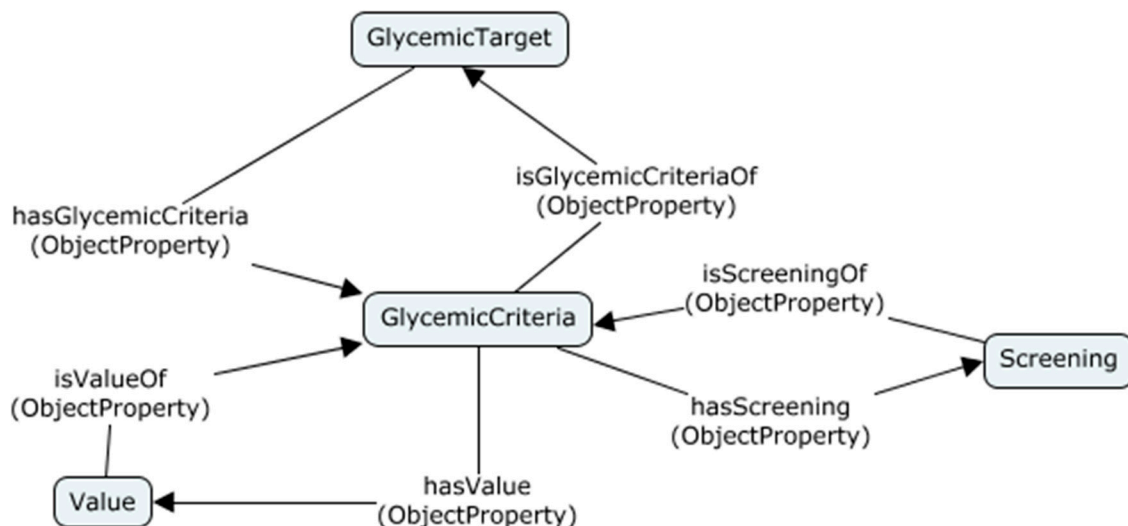 GlycemicTarget
isGlycemicCriteriaOf
(ObjectProperty)
hasGlycemicCriteria
(ObjectProperty)
isScreeningOf
(ObjectProperty)
GlycemicCriteria
Screening
isValueOf
(ObjectProperty)
hasScreening
(ObjectProperty)
Value
hasValue
(ObjectProperty)